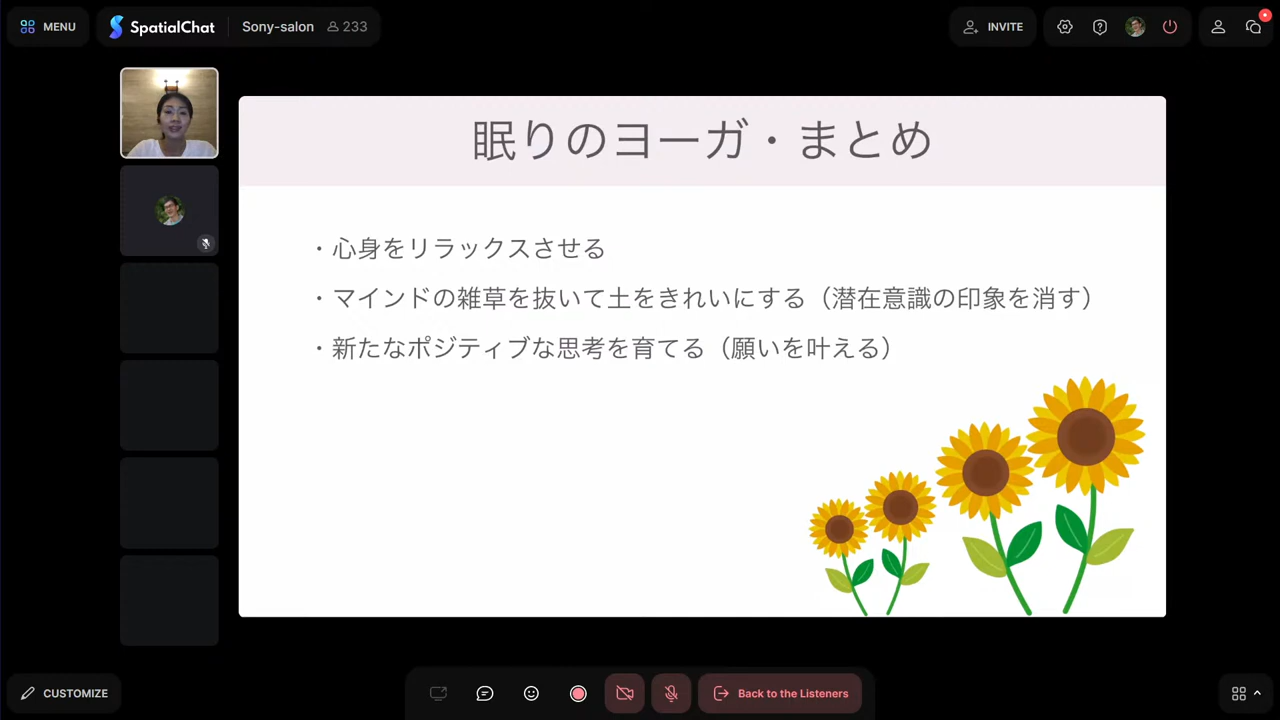 MENU
SpatialChat
Sony-salon 233
INVITE
眠りのヨーガ・まとめ
・心身をリラックスさせる
・マインドの雑草を抜いて土をきれいにする（潜在意識の印象を消す）
・新たなポジティブな思考を育てる（願いを叶える）
CUSTOMIZE
Back to the Listeners